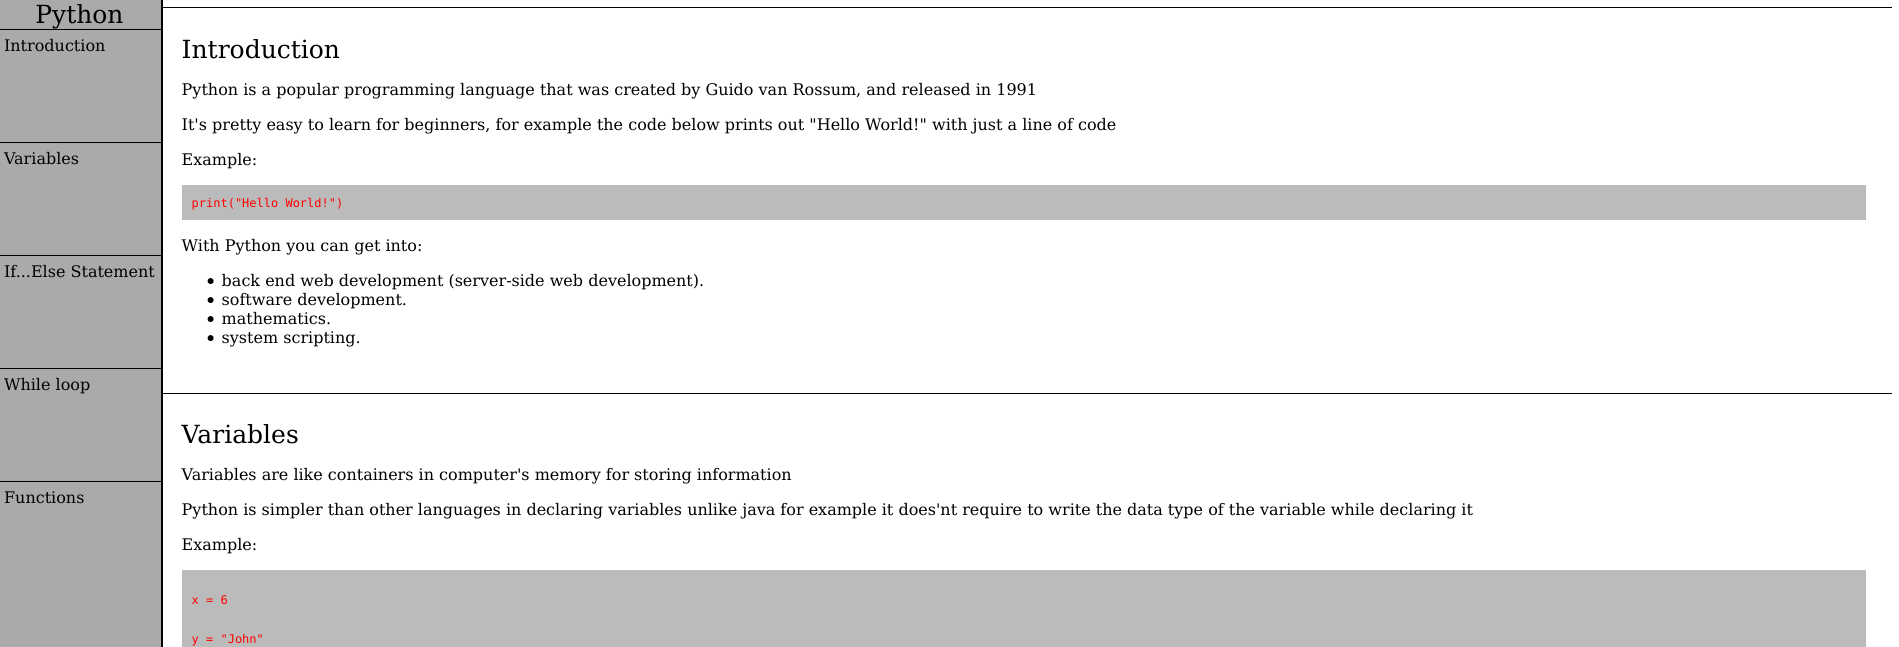 Python
Introduction
Variables
If...Else Statement
While loop
Functions
Introduction
Python is a popular programming language that was created by Guido van Rossum, and released in 1991
It's pretty easy to learn for beginners, for example the code below prints out "Hello World!" with just a line of code
Example:
print("Hello World!")
With Python you can get into:
• back end web development (server-side web development).
• software development.
• mathematics.
• system scripting.
Variables
Variables are like containers in computer's memory for storing information
Python is simpler than other languages in declaring variables unlike java for example it does'nt require to write the data type of the variable while declaring it
Example:
x = 6
y = "John"